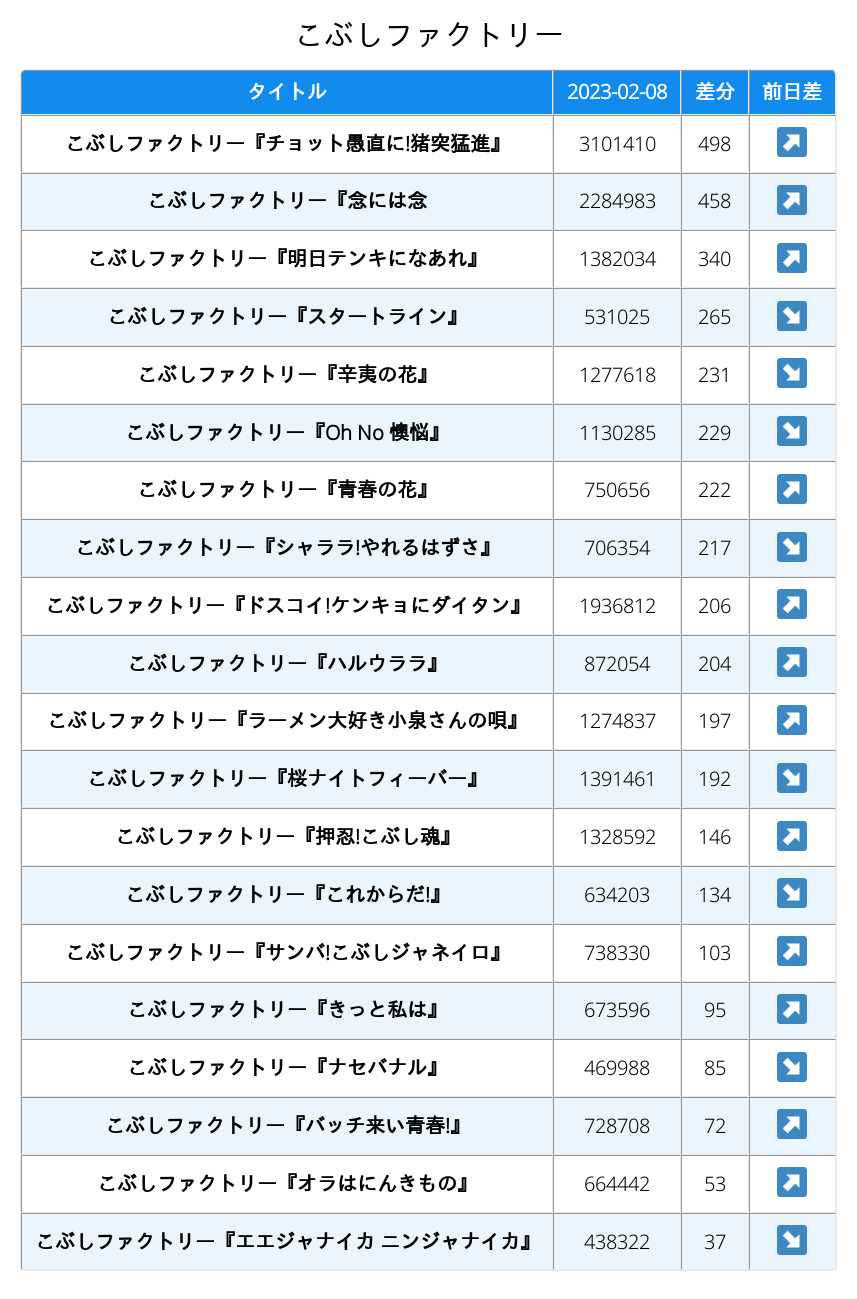 こぶしファクトリー
タイトル 2023-02-08 差分 前日差
こぶしファクトリー『チョット愚直に!猪突猛進』 3101410 498 ↗
こぶしファクトリー『念には念 2284983 458 ↗
こぶしファクトリー『明日テンキになあれ』 1382034 340 ↗
こぶしファクトリー『スタートライン』 531025 265 ↘
こぶしファクトリー『辛夷の花』 1277618 231 ↘
こぶしファクトリー『Oh No 懊悩』 1130285 229 ↘
こぶしファクトリー『青春の花』 750656 222 ↗
こぶしファクトリー『シャララ!やれるはずさ』 706354 217 ↘
こぶしファクトリー『ドスコイ!ケンキョにダイタン』 1936812 206 ↗
こぶしファクトリー『ハルウララ』 872054 204 ↗
こぶしファクトリー『ラーメン大好き小泉さんの唄』 1274837 197 ↗
こぶしファクトリー『桜ナイトフィーバー』 1391461 192 ↘
こぶしファクトリー『押忍!こぶし魂』 1328592 146 ↗
こぶしファクトリー『これからだ!』 634203 134 ↘
こぶしファクトリー『サンバ!こぶしジャネイロ』 738330 103 ↗
こぶしファクトリー『きっと私は』 673596 95 ↗
こぶしファクトリー『ナセバナル』 469988 85 ↘
こぶしファクトリー『バッチ来い青春!』 728708 72 ↗
こぶしファクトリー『オラはにんきもの』 664442 53 ↗
こぶしファクトリー『エエジャナイカ ニンジャナイカ』 438322 37 ↘